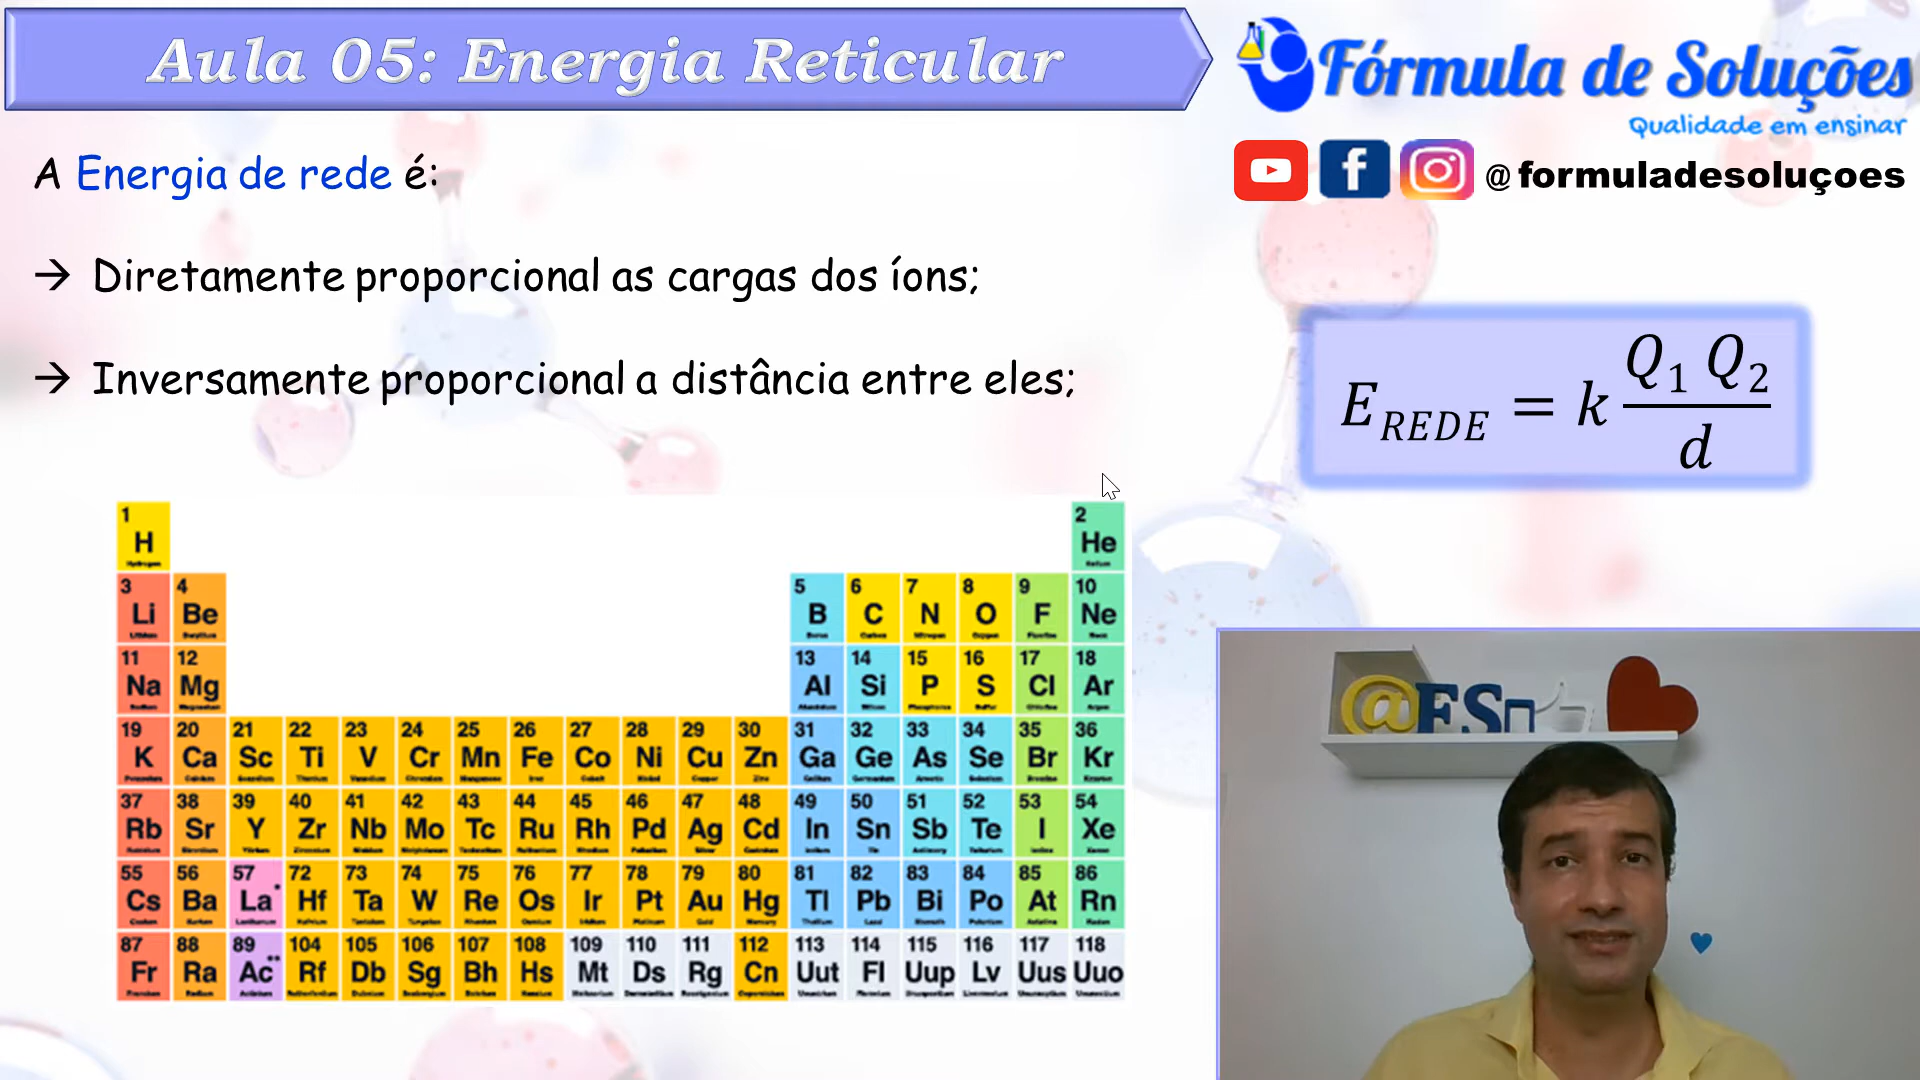 Aula 05: Energia Reticular
Fórmula de Soluções
Qualidade em ensinar
@formuladesoluçoes
A Energia de rede é:
→ Diretamente proporcional as cargas dos íons;
→ Inversamente proporcional a distância entre eles;
E_REDE = k Q₁ Q₂ / d
1 H 2 He
3 Li 4 Be 5 B 6 C 7 N 8 O 9 F 10 Ne
11 Na 12 Mg 13 Al 14 Si 15 P 16 S 17 Cl 18 Ar
19 K 20 Ca 21 Sc 22 Ti 23 V 24 Cr 25 Mn 26 Fe 27 Co 28 Ni 29 Cu 30 Zn 31 Ga 32 Ge 33 As 34 Se 35 Br 36 Kr
37 Rb 38 Sr 39 Y 40 Zr 41 Nb 42 Mo 43 Tc 44 Ru 45 Rh 46 Pd 47 Ag 48 Cd 49 In 50 Sn 51 Sb 52 Te 53 I 54 Xe
55 Cs 56 Ba 57 La* 72 Hf 73 Ta 74 W 75 Re 76 Os 77 Ir 78 Pt 79 Au 80 Hg 81 Tl 82 Pb 83 Bi 84 Po 85 At 86 Rn
87 Fr 88 Ra 89 Ac** 104 Rf 105 Db 106 Sg 107 Bh 108 Hs 109 Mt 110 Ds 111 Rg 112 Cn 113 Uut 114 Fl 115 Uup 116 Lv 117 Uus 118 Uuo
@FS